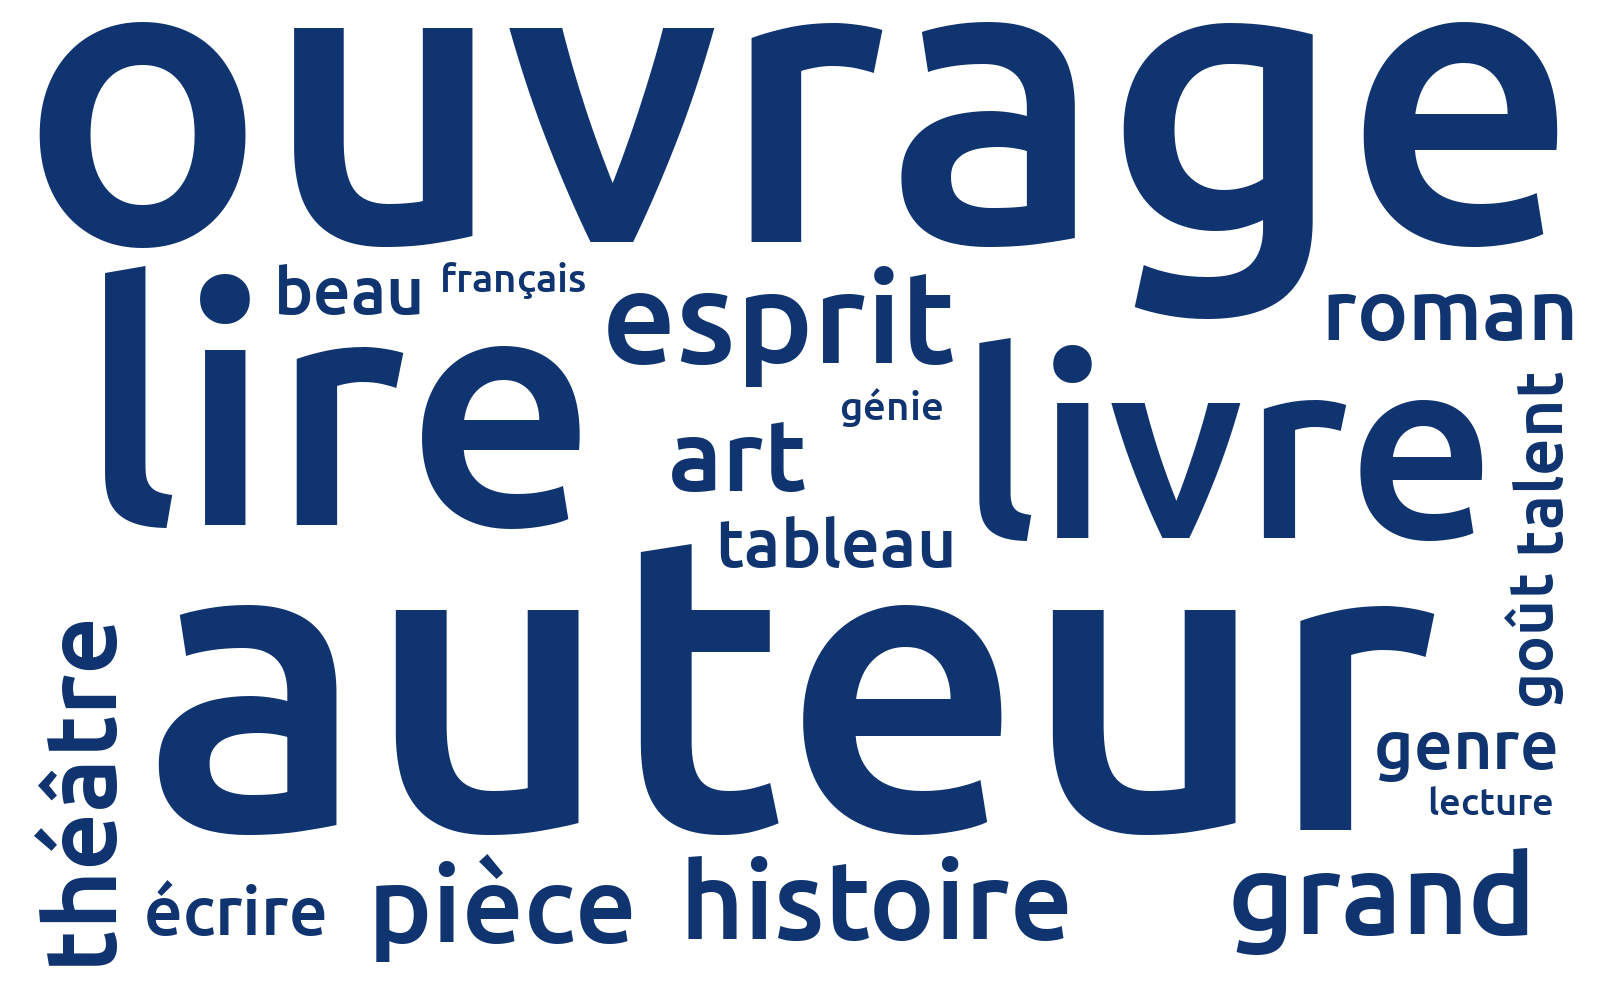 ouvrage
lire
beau
français
esprit
roman
génie
livre
art
tableau
talent
goût
auteur
théâtre
genre
lecture
écrire
pièce
histoire
grand